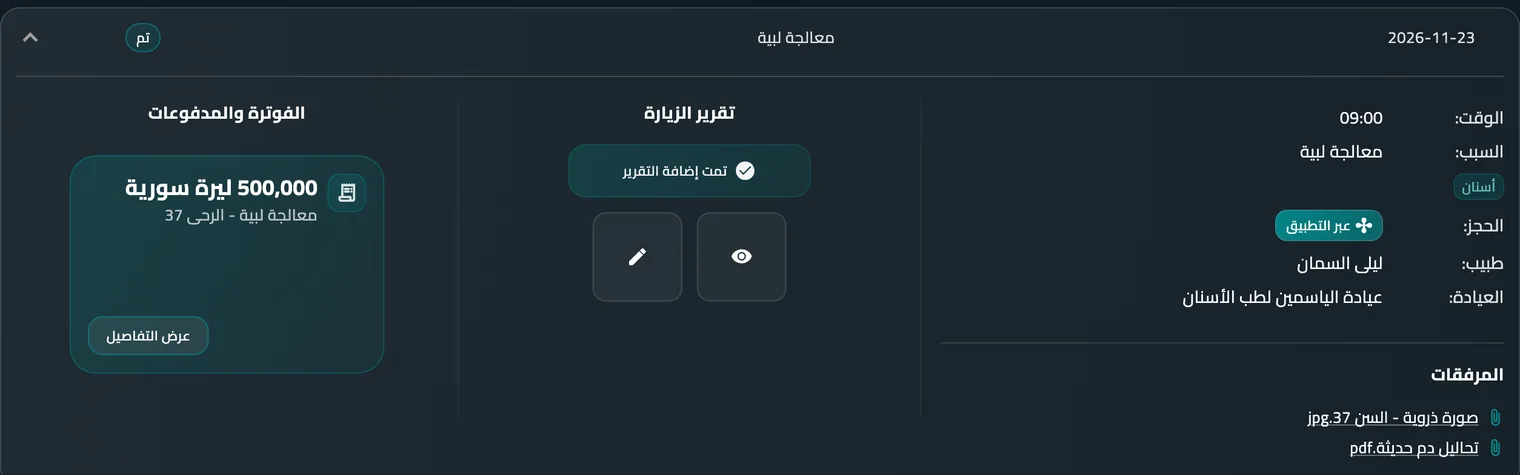 2026-11-23
معالجة لبية
تم
الوقت: 09:00
السبب: معالجة لبية
أسنان
الحجز: عبر التطبيق
طبيب: ليلى السمان
العيادة: عيادة الياسمين لطب الأسنان
المرفقات
صورة ذروية - السن 37.jpg
تحاليل دم حديثة.pdf
تقرير الزيارة
تمت إضافة التقرير
الفوترة والمدفوعات
500,000 ليرة سورية
معالجة لبية - الرحى 37
عرض التفاصيل